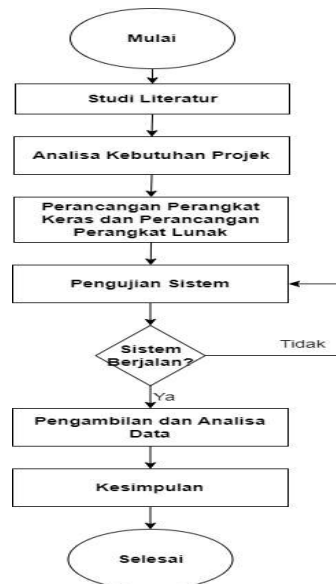 Mulai
Studi Literatur
Analisa Kebutuhan Projek
Perancangan Perangkat
Keras dan Perancangan
Perangkat Lunak
Pengujian Sistem
Sistem
Berjalan?
Tidak
Ya
Pengambilan dan Analisa
Data
Kesimpulan
Selesai